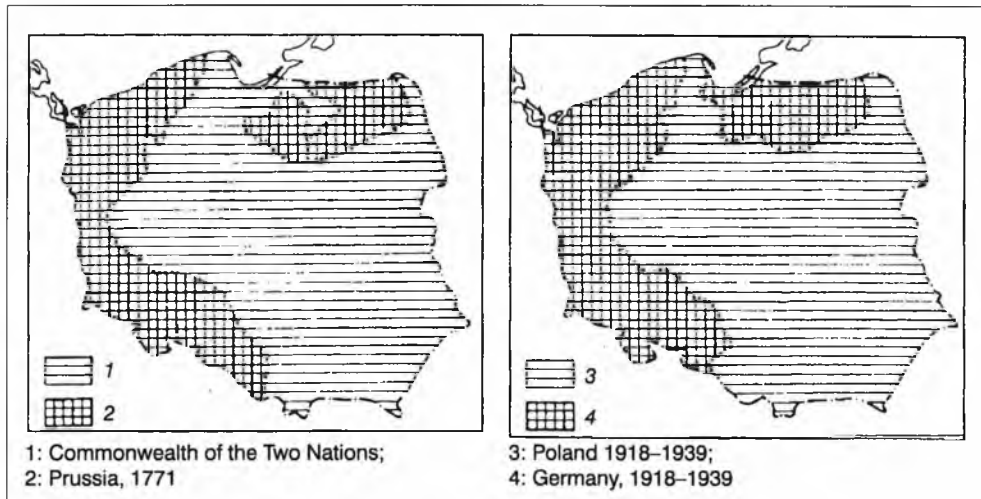 1
2
1: Commonwealth of the Two Nations;
2: Prussia, 1771
3
4
3: Poland 1918–1939;
4: Germany, 1918–1939